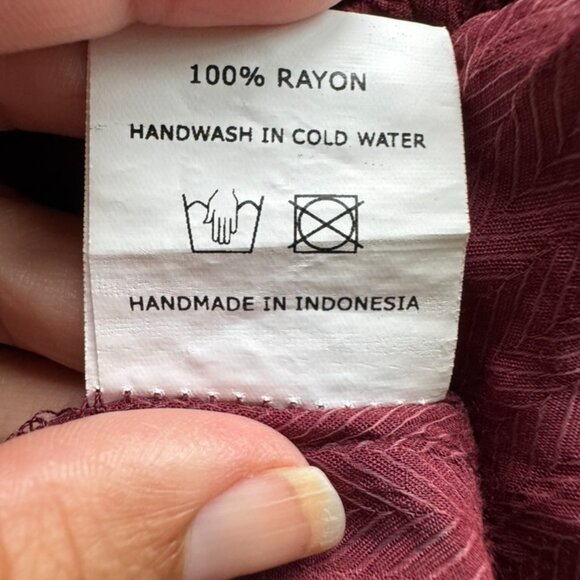 100% RAYON
HANDWASH IN COLD WATER
HANDMADE IN INDONESIA